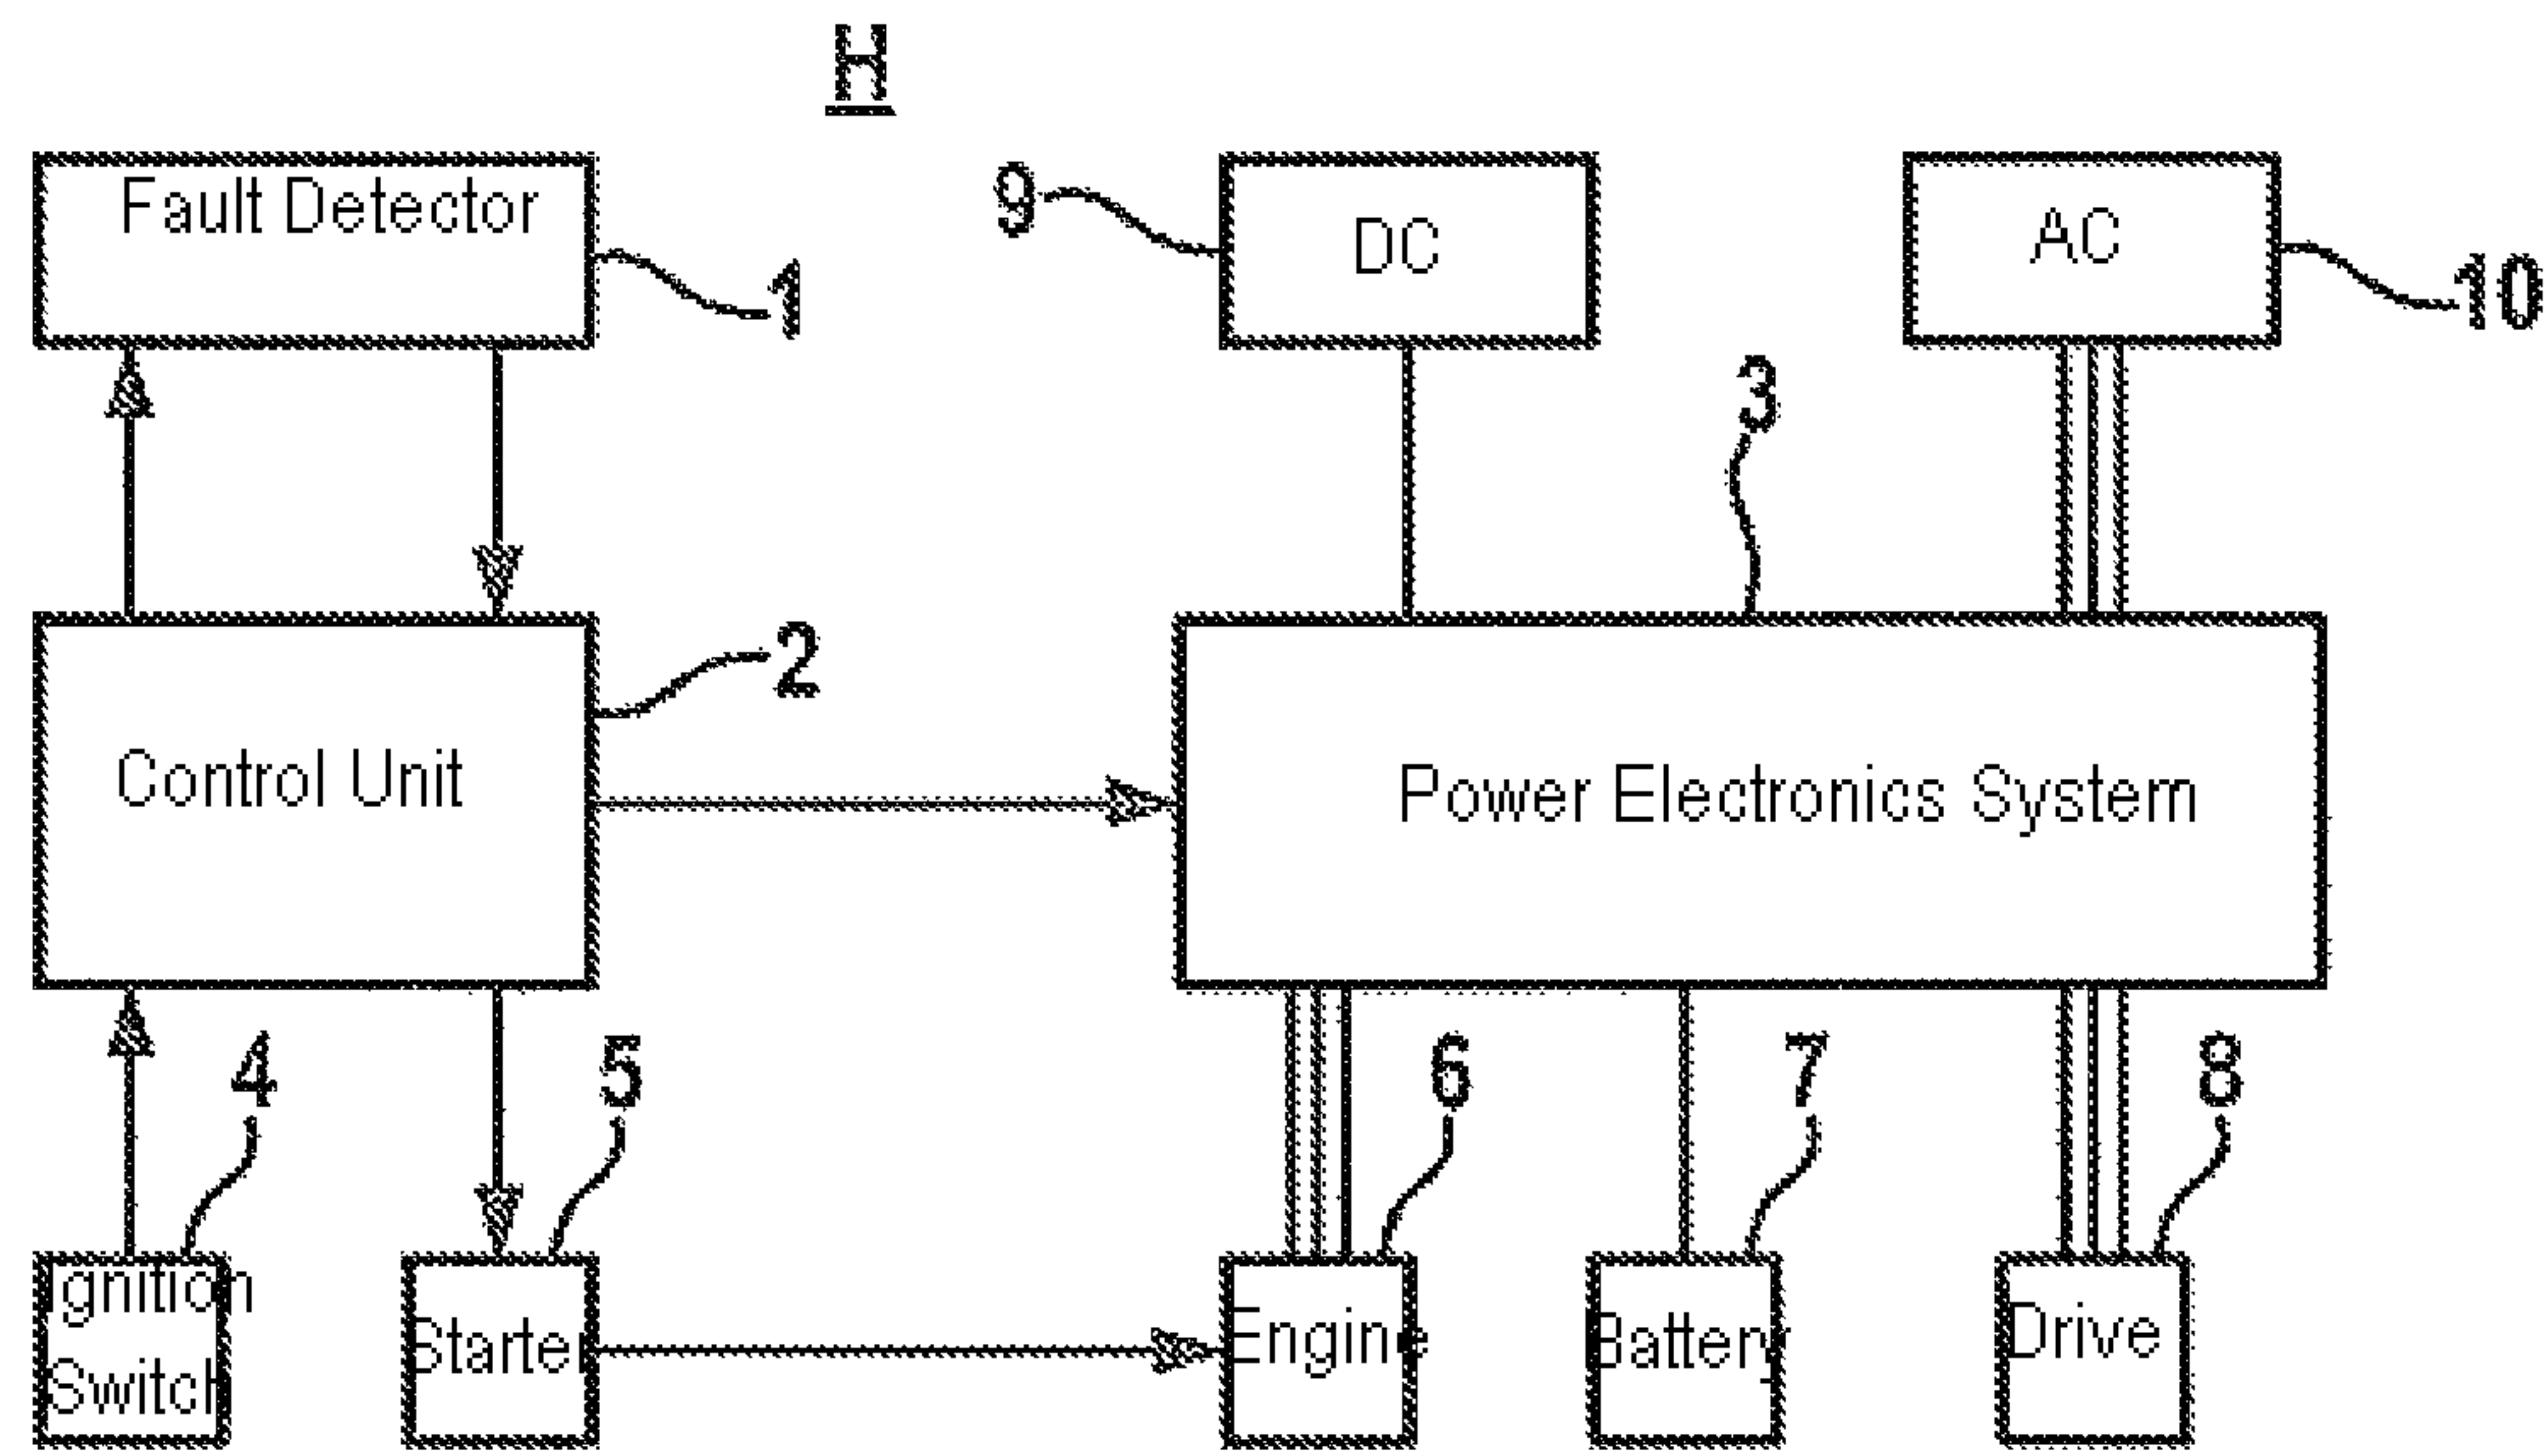 H
Fault Detector
1
9
DC
AC
10
3
2
Control Unit
Power Electronics System
4
5
6
7
8
Ignition
Switch
Starter
Engine
Battery
Drive